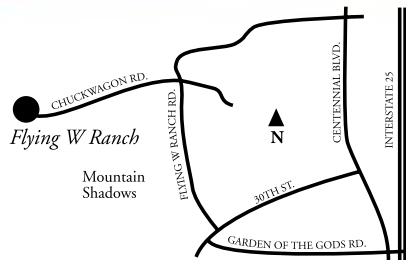 CHUCKWAGON RD.
Flying W Ranch
Mountain
Shadows
FLYING W RANCH RD.
N
CENTENNIAL BLVD.
INTERSTATE 25
30TH ST.
GARDEN OF THE GODS RD.